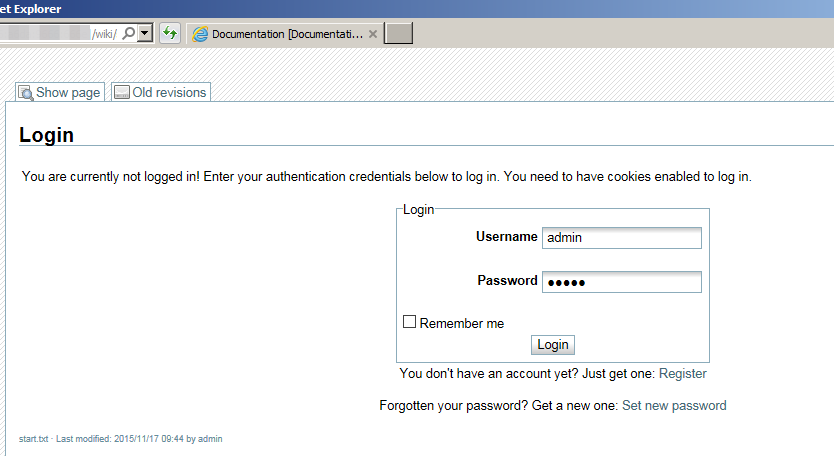 et Explorer
/wiki/
Documentation [Documentati...
Show page
Old revisions
Login
You are currently not logged in! Enter your authentication credentials below to log in. You need to have cookies enabled to log in.
Login
Username admin
Password ●●●●●
Remember me
Login
You don't have an account yet? Just get one: Register
Forgotten your password? Get a new one: Set new password
start.txt · Last modified: 2015/11/17 09:44 by admin